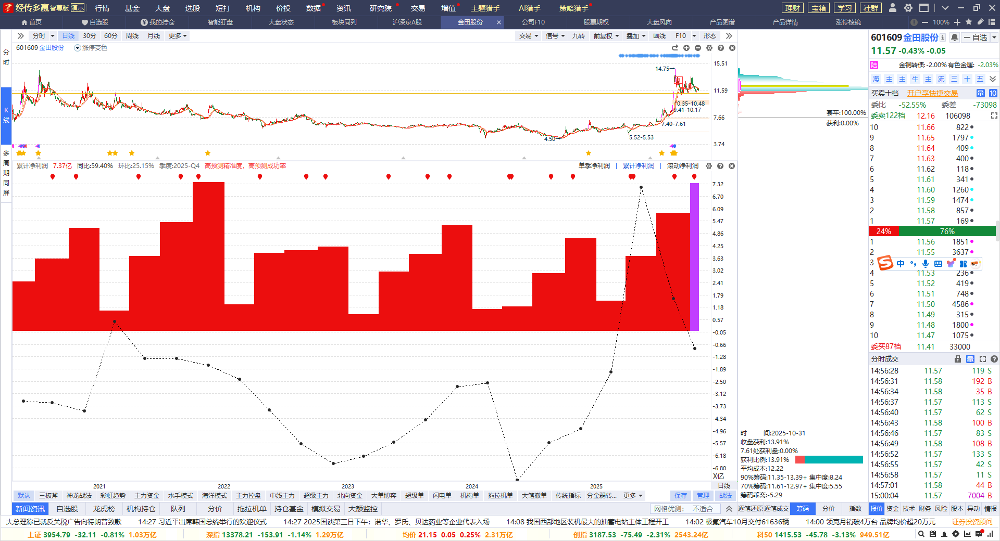 经传多赢 智尊版 演示 行情 基金 大盘 选股 短打 机构 价投 数据 资讯 研究院 交易 增值 主题猎手 AI猎手 策略猎手 理财 宝箱 学习 社群
首页 自选股 我的持仓 智能盯盘 大盘状态 板块同列 沪深京A股 金田股份 × 公司F10 股票期权 大盘风向 产品图谱 产品详情 涨停棱镜 100%
分时 日线 30分 60分 周线 月线 更多 交易 信号 九转 前复权 叠加 画线 F10 形态
分时
K线
多周期同屏
601609 金田股份 涨停变色
15.51
11.59
7.66
3.74
14.75
10.35-10.48
9.41-10.17
7.40-7.61
5.52-5.53
4.50
累计净利润 7.37亿 同比:59.40% 环比:25.15% 季度:2025-Q4 高预测精准度，高预测成功率 单季净利润 | 累计净利润 | 滚动净利润
7.32
6.70
6.09
5.47
4.86
4.25
3.63
3.02
2.41
1.79
1.18
0.57
-0.05
-0.66
-1.28
-1.89
-2.50
-3.12
-3.73
-4.34
-4.96
-5.57
-6.18
-6.80
X亿
2021 2022 2023 2024 2025 日线
默认 三板斧 神龙战法 彩虹趋势 主力资金 水手模式 海洋模式 主力控盘 中线主力 超级主力 北向资金 大单博弈 超级单 闪电单 机构单 拖拉机单 大笔撤单 传统指标 分金弱转... 更多 保存 管理 战法
新闻资讯 自选股 龙虎榜 机构持仓 队列 分价 拖拉机单 持仓基金 模拟交易 大额监控 网格优测: 不适合
套牢:100.00%
获利:0.00%
时 间:2025-10-31
收盘获利:13.91%
7.61处获利盘:0.00%
获利比例:13.91%
平均成本:12.22
90%筹码:11.35-13.39+ 集中度:8.24
70%筹码:11.61-12.97+ 集中度:5.55
筹码乖离:-5.29
逐笔还原 逐笔成交 筹码 分价 指数
601609 金田股份 自选
11.57 -0.43% -0.05
陆 金铜转债:-2.00% 有色金属: -2.03%
海 主 主 牛 主 流 三 十 五
买卖十档 开户享快捷交易 量 10
委比 -52.55% 委差 -73098
委卖122档 12.16 106098
10 11.66 822
9 11.65 1797
8 11.64 409
7 11.63 400
6 11.62 118
5 11.61 341
4 11.60 1260
3 11.59 1474
2 11.58 857
1 11.57 169
24% 76%
1 11.56 1851
2 11.55 3637
3 中
4 11.53 236
5 11.52 419
6 11.51 748
7 11.50 4586
8 11.49 315
9 11.48 1800
10 11.47 1075
委买87档 11.41 33000
分时成交 量
14:56:28 11.57 119 S
14:56:31 11.58 192 B
14:56:34 11.58 35 B
14:56:37 11.57 113 S
14:56:40 11.57 62 S
14:56:43 11.58 100 B
14:56:46 11.57 83 S
14:56:49 11.58 108 B
14:56:52 11.57 133 S
14:56:55 11.57 42 S
14:56:58 11.57 11 S
14:57:01 11.58 44 B
15:00:04 11.57 7004 B
报价 资金 技术 财务 风险 股本 异动 情报
大总理称已就反关税广告向特朗普致歉 14:27 习近平出席韩国总统举行的欢迎仪式 14:27 2025国谈第三日下午：诺华、罗氏、贝达药业等企业代表入场 14:08 我国西部地区装机最大的抽蓄电站主体工程开工 14:02 极氪汽车10月交付61636辆 14:00 领克月销破4万台 品牌均价超20万元 证券投资顾问
上证 3954.79 -32.11 -0.81% 1.03万亿 深指 13378.21 -153.91 -1.14% 1.29万亿 均价 21.15 0.05 0.25% 2.31万亿 创指 3187.53 -75.49 -2.31% 2543.24亿 科50 1415.53 -45.78 -3.13% 949.51亿